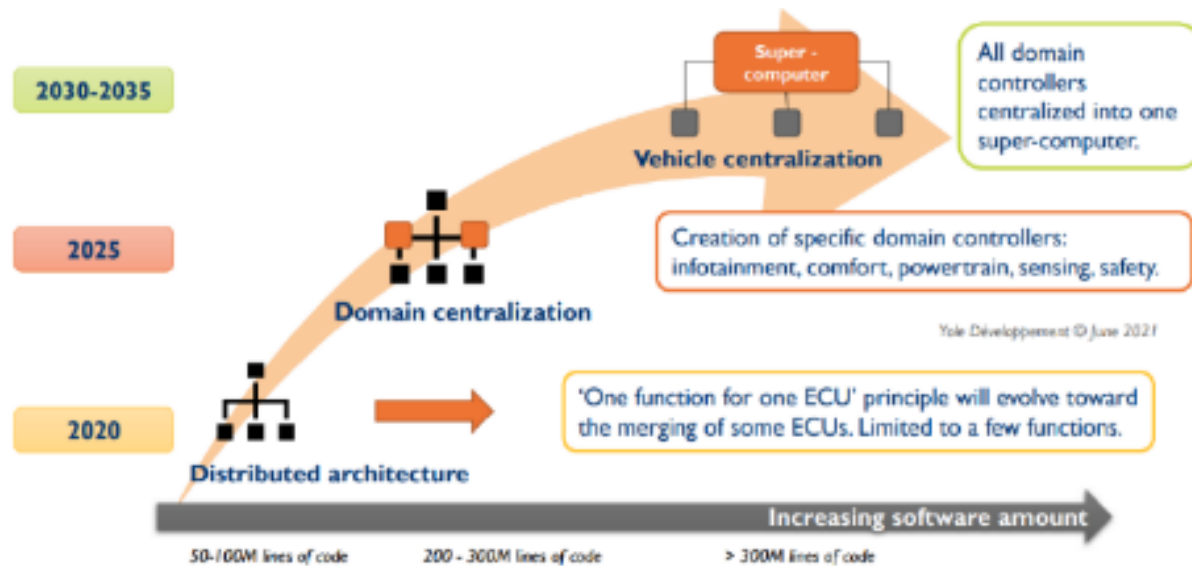 2030-2035
Super -
computer
Vehicle centralization
All domain
controllers
centralized into one
super-computer.
2025
Domain centralization
Creation of specific domain controllers:
infotainment, comfort, powertrain, sensing, safety.
Yole Développement © June 2021
2020
Distributed architecture
'One function for one ECU' principle will evolve toward
the merging of some ECUs. Limited to a few functions.
Increasing software amount
50-100M lines of code
200 - 300M lines of code
> 300M lines of code